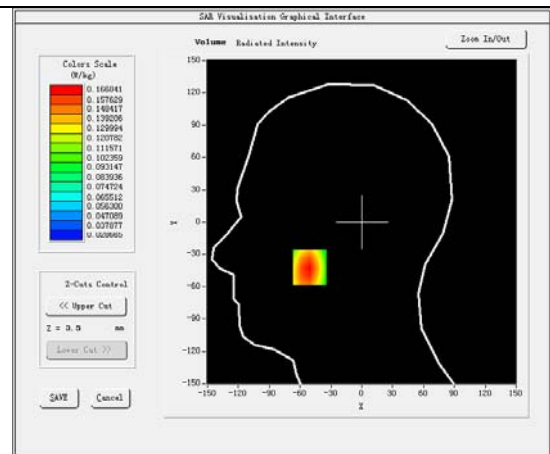 SAR Visualisation Graphical Interface
Colors Scale
(W/kg)
0.166841
0.157629
0.148417
0.139206
0.129994
0.120782
0.111571
0.102359
0.093147
0.083936
0.074724
0.065512
0.056300
0.047089
0.037877
0.028665
Volume Radiated Intensity
Zoom In/Out
150
120
90
60
30
0
-30
-60
-90
-120
-150
Y
-150 -120 -90 -60 -30 0 30 60 90 120 150
X
Z-Cuts Control
<< Upper Cut
Z = 3.5 mm
Lower Cut >>
SAVE Cancel